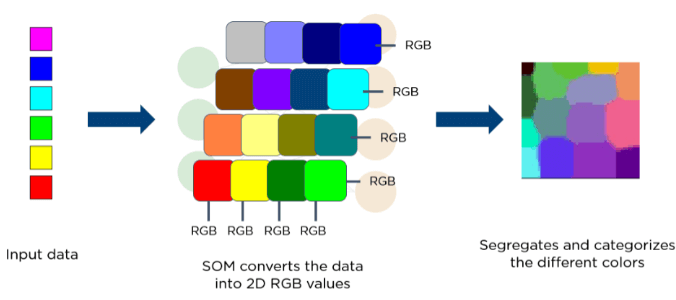 RGB
RGB
RGB
RGB
RGB RGB RGB RGB
Input data
SOM converts the data
into 2D RGB values
Segregates and categorizes
the different colors